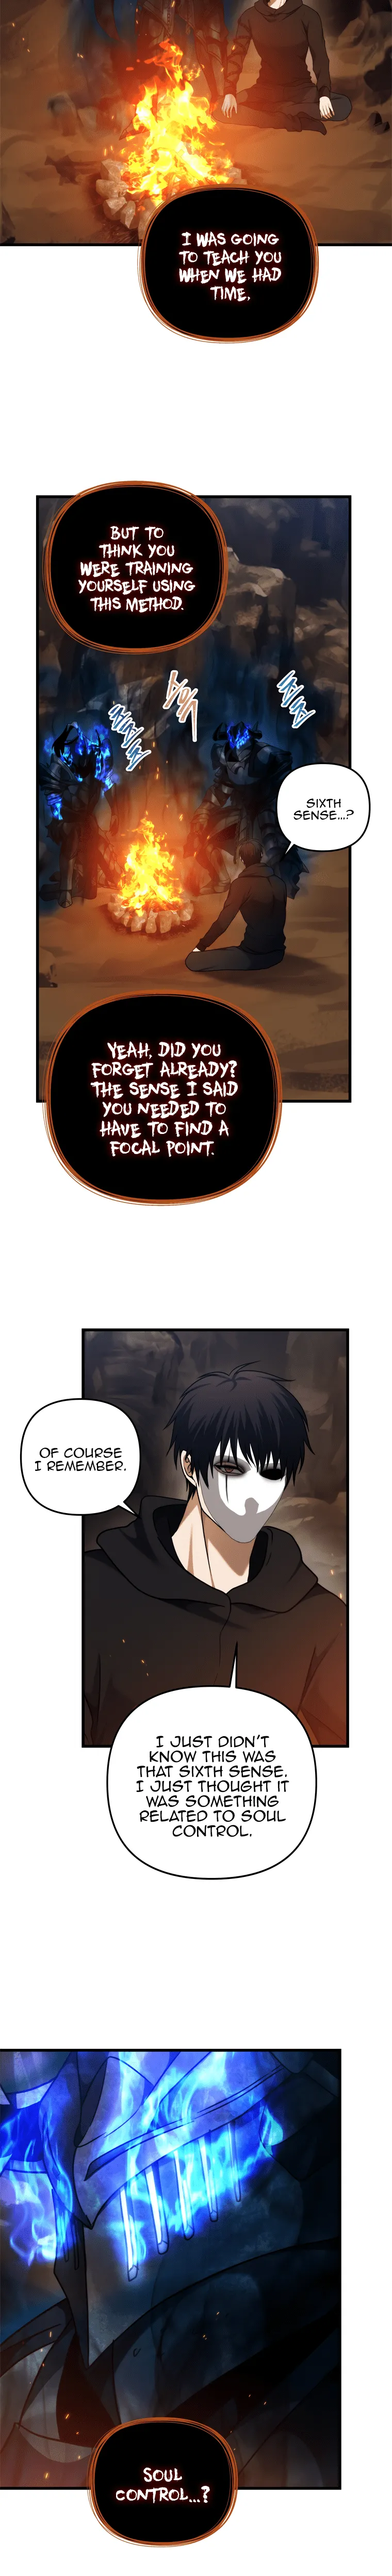 I WAS GOING
TO TEACH YOU
WHEN WE HAD
TIME,
BUT TO
THINK YOU
WERE TRAINING
YOURSELF USING
THIS METHOD.
SIXTH
SENSE...?
YEAH, DID YOU
FORGET ALREADY?
THE SENSE I SAID
YOU NEEDED TO
HAVE TO FIND A
FOCAL POINT.
OF COURSE
I REMEMBER.
I JUST DIDN'T
KNOW THIS WAS
THAT SIXTH SENSE.
I JUST THOUGHT IT
WAS SOMETHING
RELATED TO SOUL
CONTROL.
SOUL
CONTROL...?